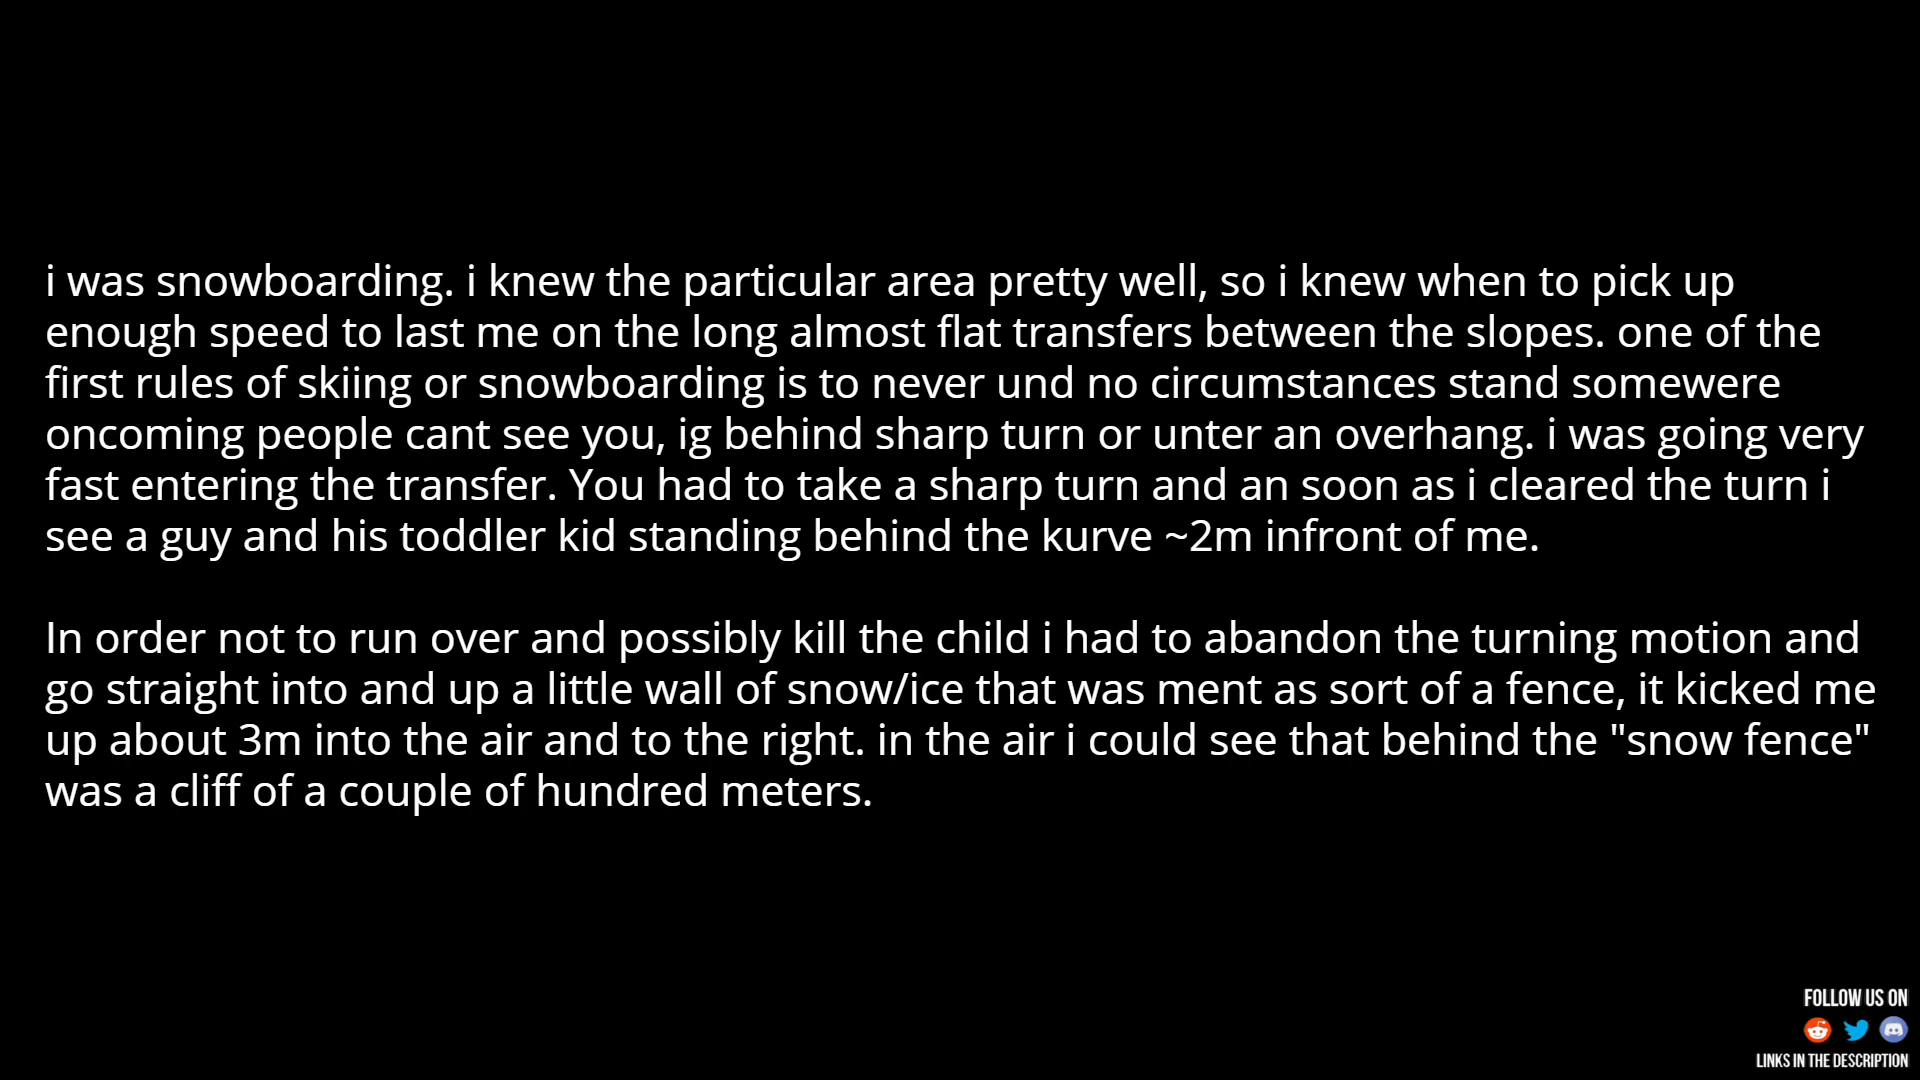 i was snowboarding. i knew the particular area pretty well, so i knew when to pick up
enough speed to last me on the long almost flat transfers between the slopes. one of the
first rules of skiing or snowboarding is to never und no circumstances stand somewere
oncoming people cant see you, ig behind sharp turn or unter an overhang. i was going very
fast entering the transfer. You had to take a sharp turn and an soon as i cleared the turn i
see a guy and his toddler kid standing behind the kurve ~2m infront of me.
In order not to run over and possibly kill the child i had to abandon the turning motion and
go straight into and up a little wall of snow/ice that was ment as sort of a fence, it kicked me
up about 3m into the air and to the right. in the air i could see that behind the "snow fence"
was a cliff of a couple of hundred meters.
FOLLOW US ON
LINKS IN THE DESCRIPTION